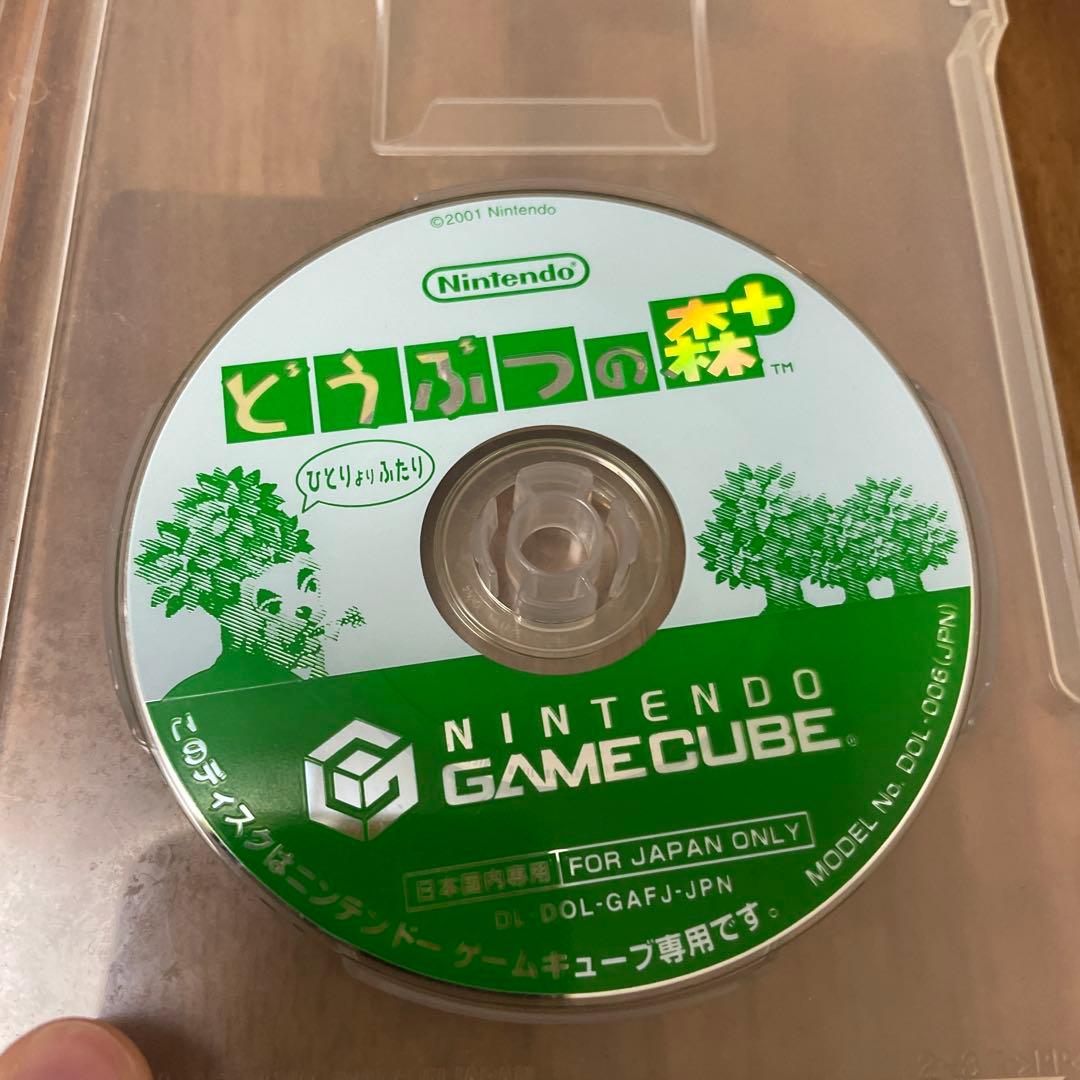 ©2001 Nintendo
Nintendo®
どうぶつの森+™
ひとりよりふたり
NINTENDO
GAMECUBE®
日本国内専用 FOR JAPAN ONLY
DL-DOL-GAFJ-JPN
このディスクはニンテンドー ゲームキューブ専用です。
MODEL No. DOL-006(JPN)